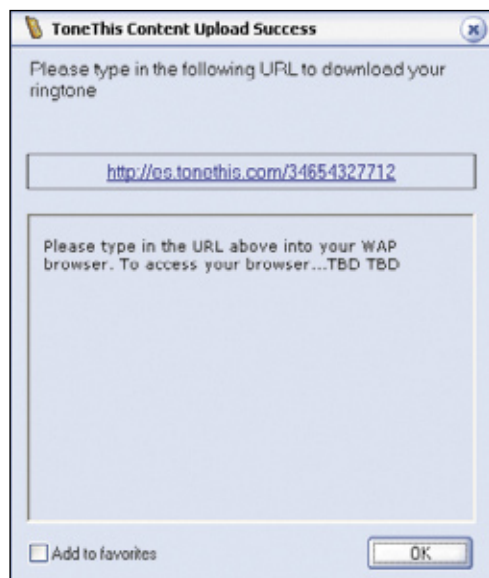 ToneThis Content Upload Success
Please type in the following URL to download your
ringtone
http://es.tonethis.com/34654327712
Please type in the URL above into your WAP
browser. To access your browser...TBD TBD
Add to favorites
OK